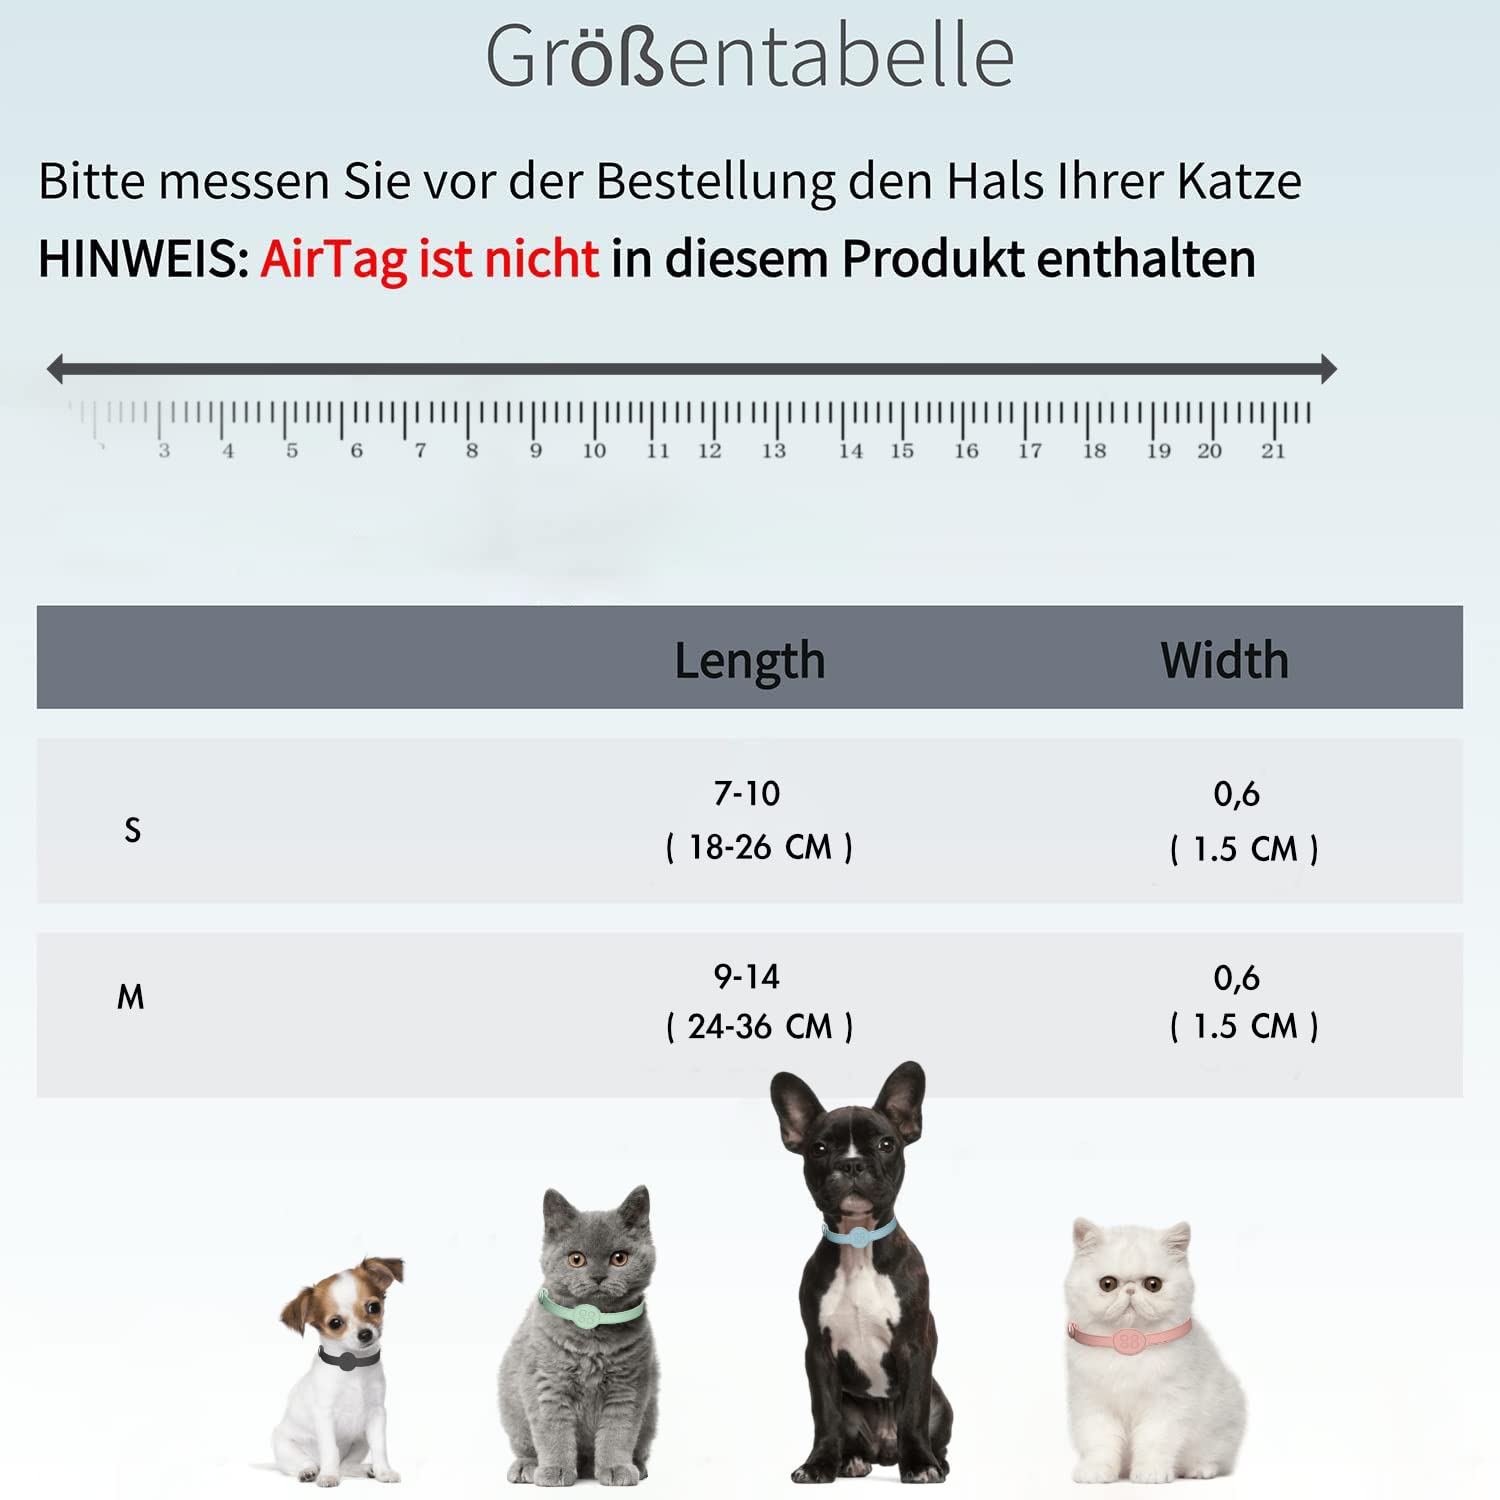 Größentabelle
Bitte messen Sie vor der Bestellung den Hals Ihrer Katze
HINWEIS: AirTag ist nicht in diesem Produkt enthalten
3 4 5 6 7 8 9 10 11 12 13 14 15 16 17 18 19 20 21
Length Width
S
7-10 0,6
( 18-26 CM ) ( 1.5 CM )
M
9-14 0,6
( 24-36 CM ) ( 1.5 CM )